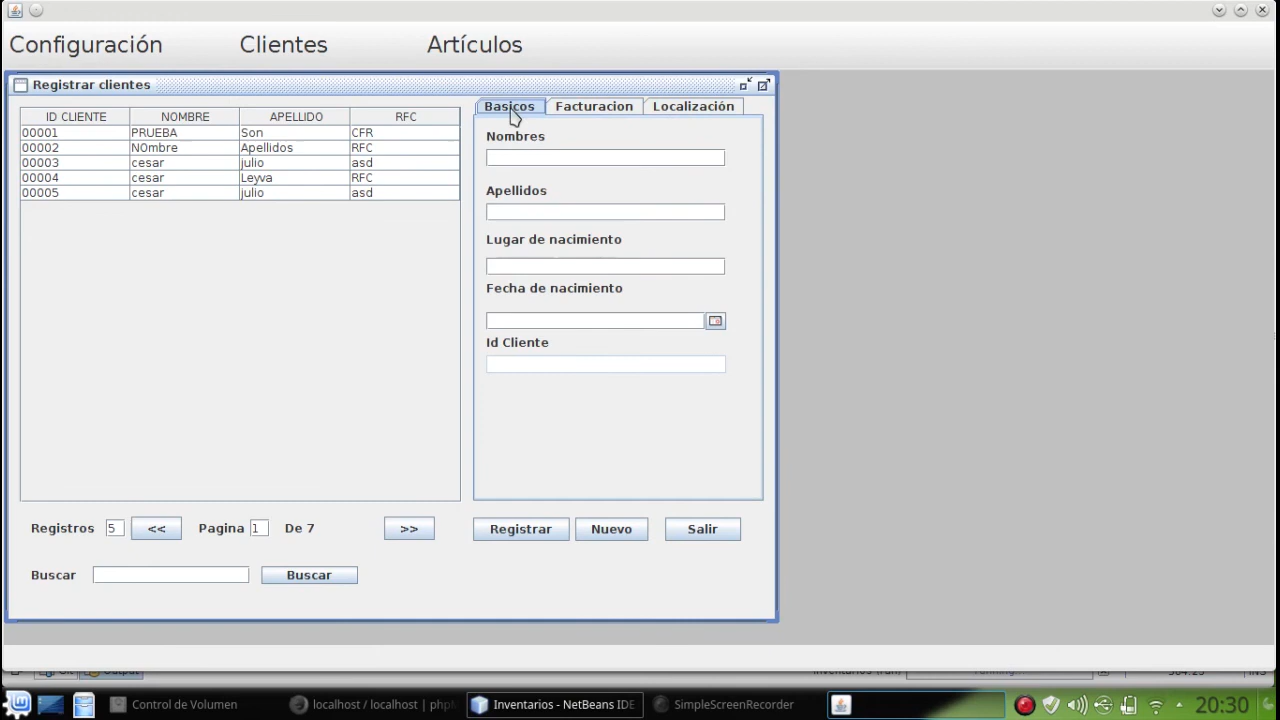 Configuración Clientes Artículos
Registrar clientes
ID CLIENTE NOMBRE APELLIDO RFC
00001 PRUEBA Son CFR
00002 NOmbre Apellidos RFC
00003 cesar julio asd
00004 cesar Leyva RFC
00005 cesar julio asd
Basicos Facturacion Localización
Nombres
Apellidos
Lugar de nacimiento
Fecha de nacimiento
Id Cliente
Registros 5 << Pagina 1 De 7 >>
Registrar Nuevo Salir
Buscar Buscar
Control de Volumen localhost / localhost | php Inventarios - NetBeans IDE SimpleScreenRecorder 20:30